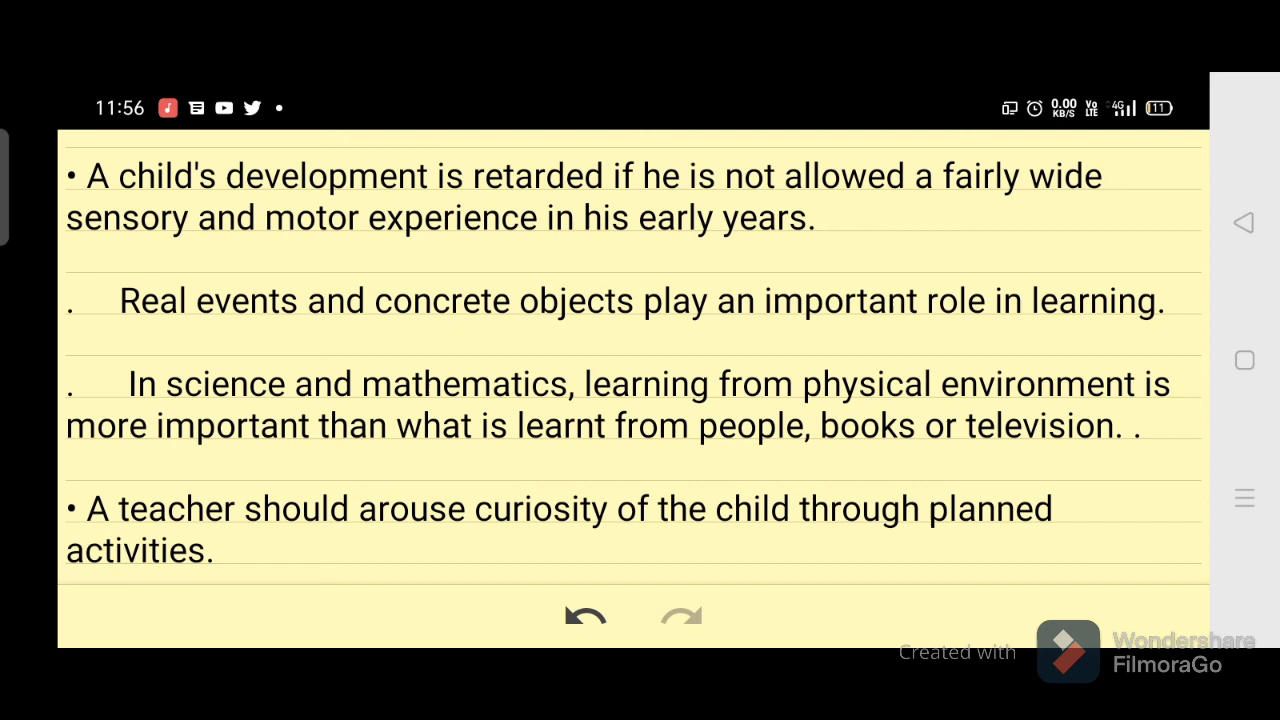 11:56
0.00 KB/S Vo LTE 4G 11
• A child's development is retarded if he is not allowed a fairly wide
sensory and motor experience in his early years.
. Real events and concrete objects play an important role in learning.
. In science and mathematics, learning from physical environment is
more important than what is learnt from people, books or television. .
• A teacher should arouse curiosity of the child through planned
activities.
Created with Wondershare
FilmoraGo